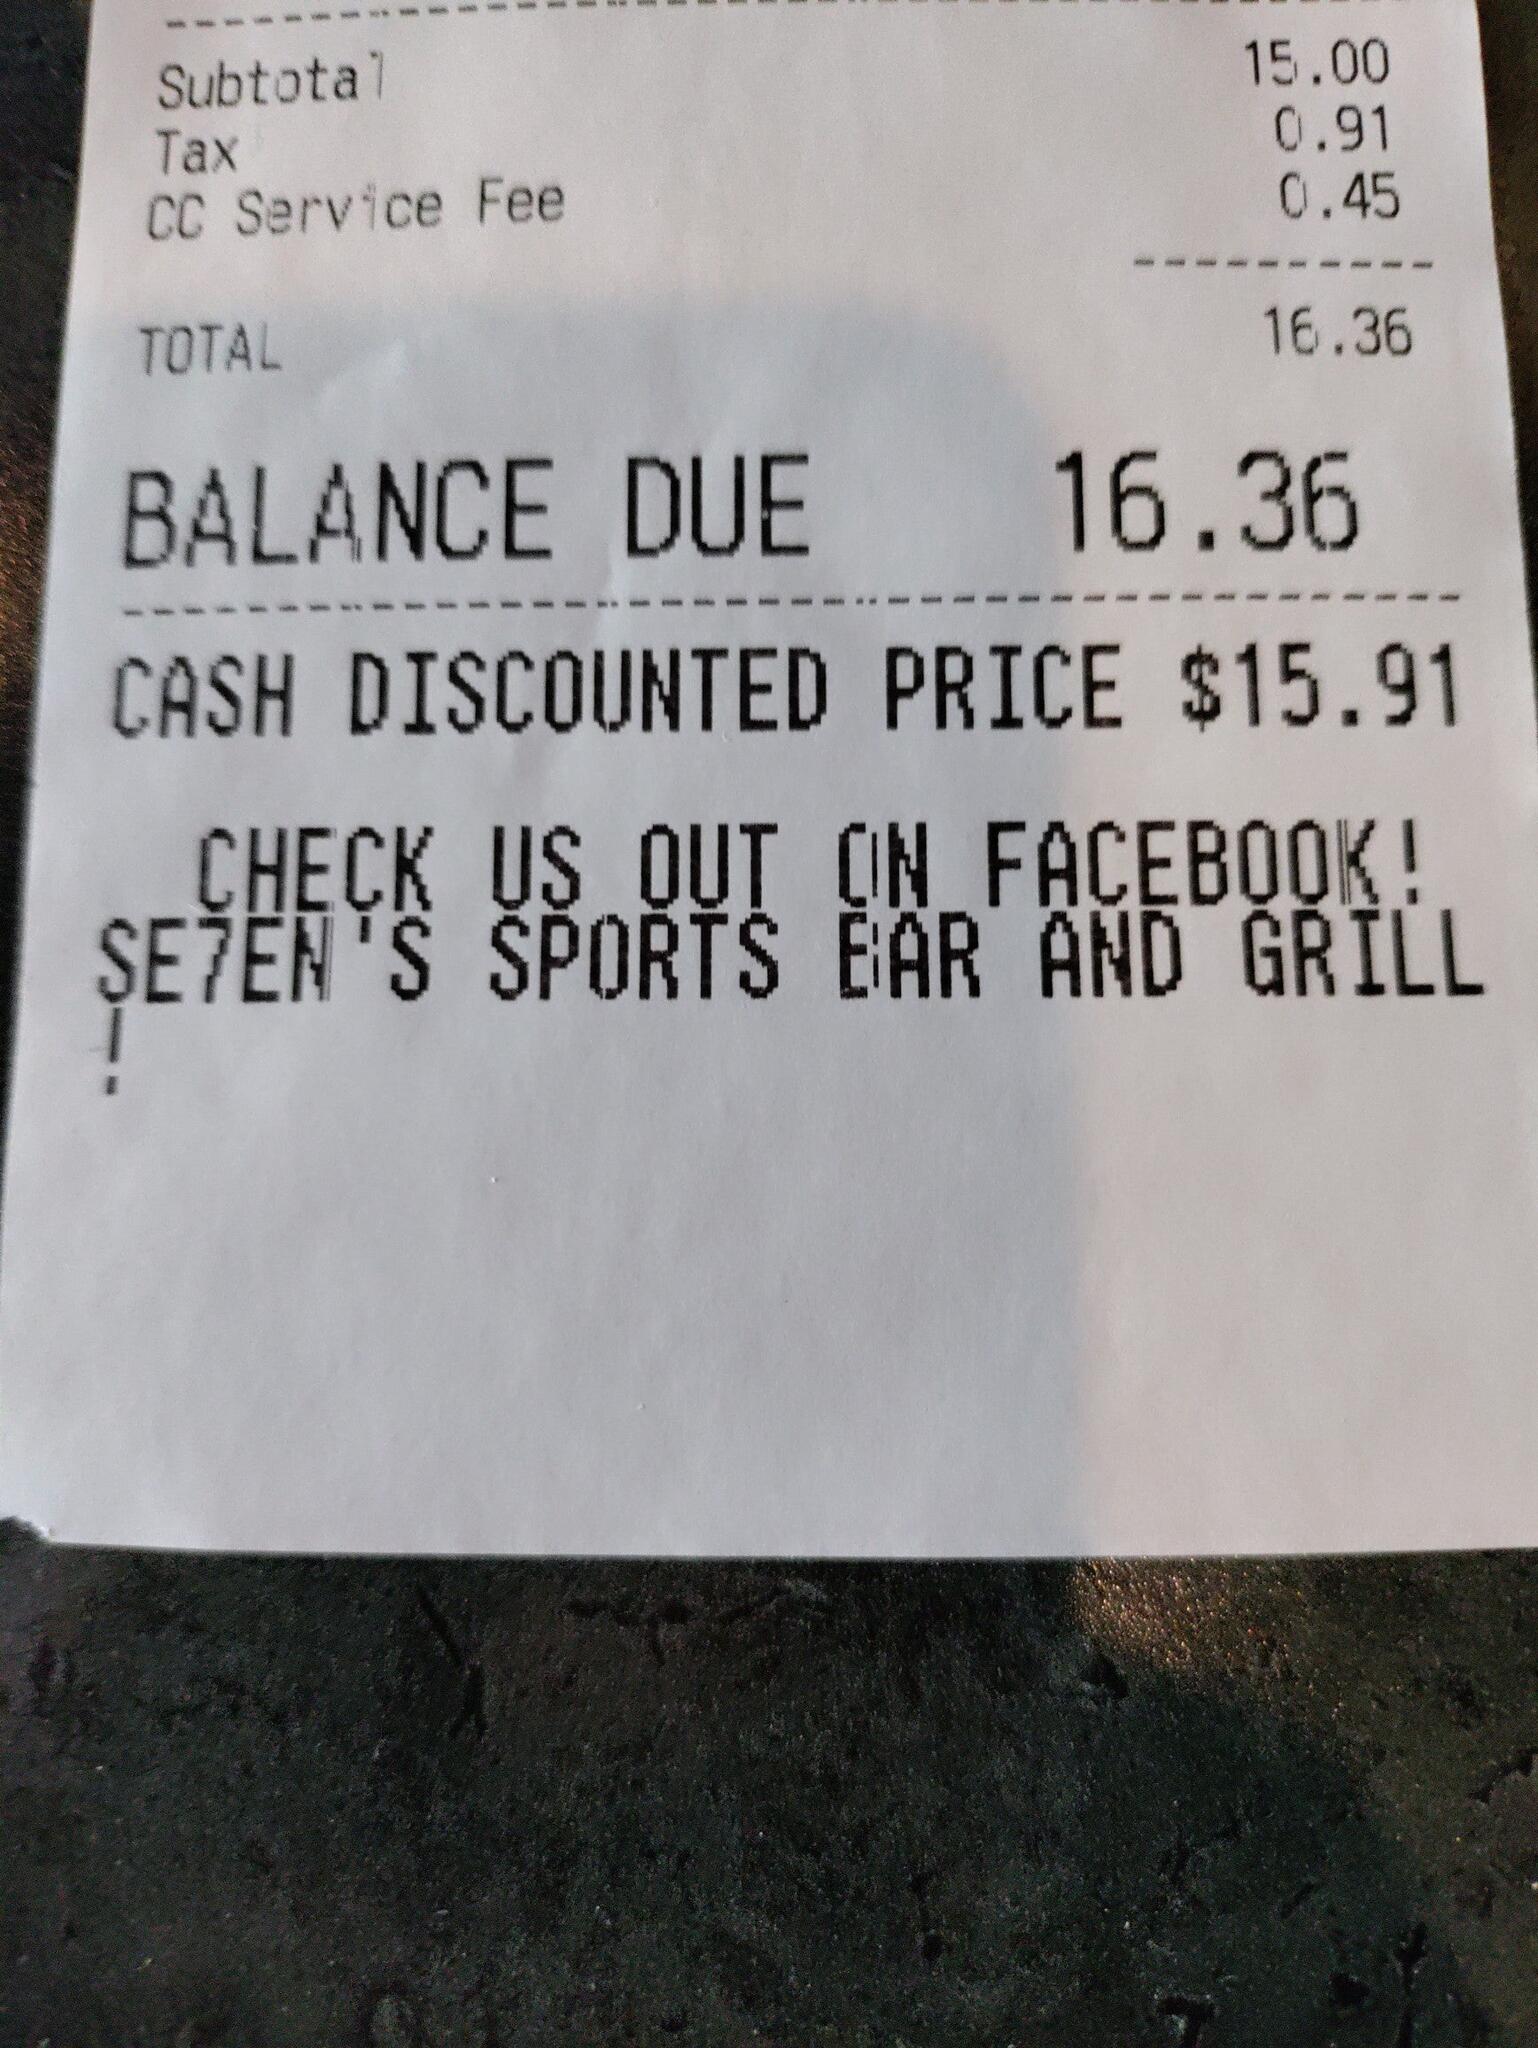 Subtotal 15.00
Tax 0.91
CC Service Fee 0.45
TOTAL 16.36
BALANCE DUE 16.36
CASH DISCOUNTED PRICE $15.91
CHECK US OUT ON FACEBOOK!
SE7EN'S SPORTS BAR AND GRILL
!